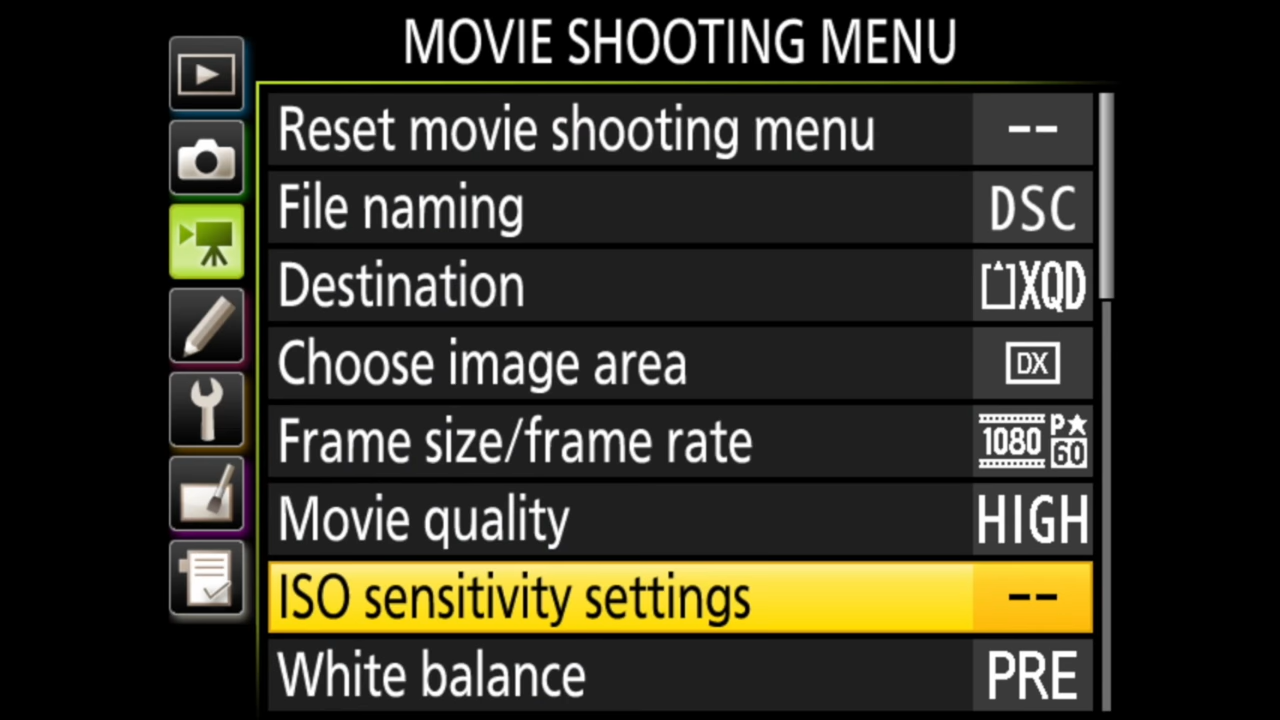 MOVIE SHOOTING MENU
Reset movie shooting menu --
File naming DSC
Destination XQD
Choose image area DX
Frame size/frame rate 1080 P★ 60
Movie quality HIGH
ISO sensitivity settings --
White balance PRE